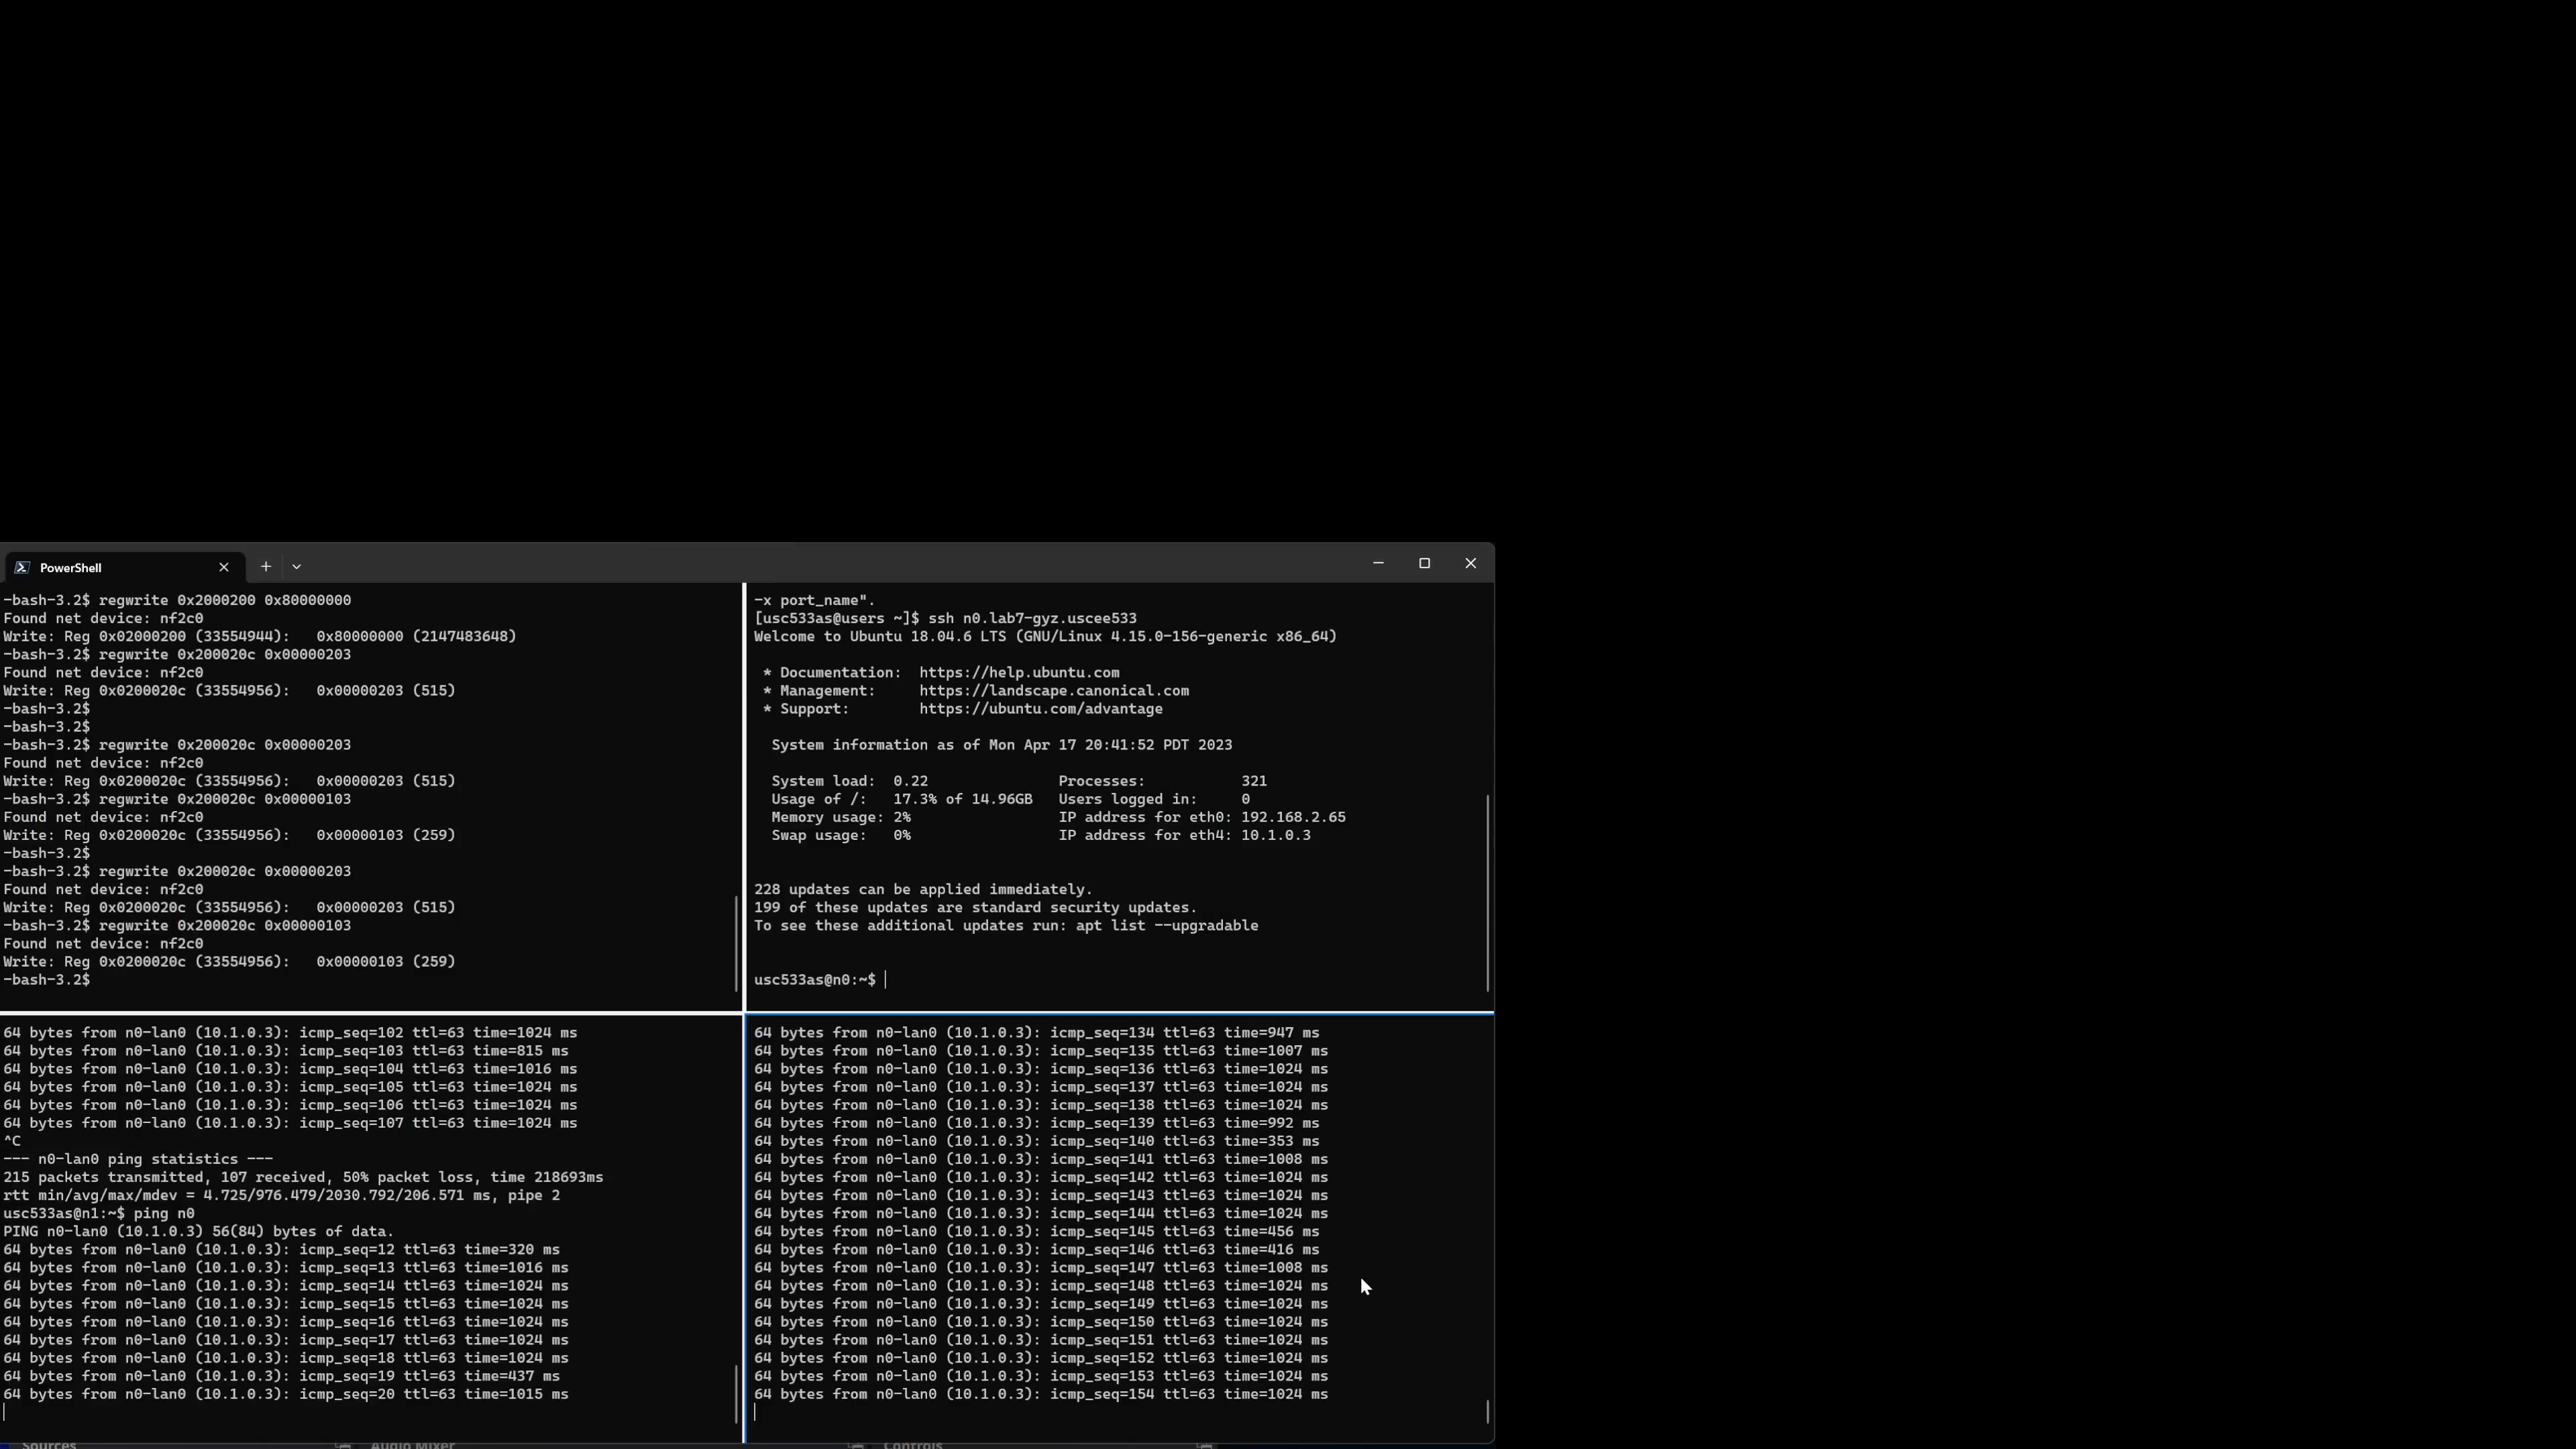 PowerShell
-bash-3.2$ regwrite 0x2000200 0x80000000
Found net device: nf2c0
Write: Reg 0x02000200 (33554944):   0x80000000 (2147483648)
-bash-3.2$ regwrite 0x200020c 0x00000203
Found net device: nf2c0
Write: Reg 0x0200020c (33554956):   0x00000203 (515)
-bash-3.2$
-bash-3.2$
-bash-3.2$ regwrite 0x200020c 0x00000203
Found net device: nf2c0
Write: Reg 0x0200020c (33554956):   0x00000203 (515)
-bash-3.2$ regwrite 0x200020c 0x00000103
Found net device: nf2c0
Write: Reg 0x0200020c (33554956):   0x00000103 (259)
-bash-3.2$
-bash-3.2$ regwrite 0x200020c 0x00000203
Found net device: nf2c0
Write: Reg 0x0200020c (33554956):   0x00000203 (515)
-bash-3.2$ regwrite 0x200020c 0x00000103
Found net device: nf2c0
Write: Reg 0x0200020c (33554956):   0x00000103 (259)
-bash-3.2$
-x port_name".
[usc533as@users ~]$ ssh n0.lab7-gyz.uscee533
Welcome to Ubuntu 18.04.6 LTS (GNU/Linux 4.15.0-156-generic x86_64)
* Documentation:  https://help.ubuntu.com
* Management:     https://landscape.canonical.com
* Support:        https://ubuntu.com/advantage
System information as of Mon Apr 17 20:41:52 PDT 2023
System load:  0.22               Processes:           321
Usage of /:   17.3% of 14.96GB   Users logged in:     0
Memory usage: 2%                 IP address for eth0: 192.168.2.65
Swap usage:   0%                 IP address for eth4: 10.1.0.3
228 updates can be applied immediately.
199 of these updates are standard security updates.
To see these additional updates run: apt list --upgradable
usc533as@n0:~$
64 bytes from n0-lan0 (10.1.0.3): icmp_seq=102 ttl=63 time=1024 ms
64 bytes from n0-lan0 (10.1.0.3): icmp_seq=103 ttl=63 time=815 ms
64 bytes from n0-lan0 (10.1.0.3): icmp_seq=104 ttl=63 time=1016 ms
64 bytes from n0-lan0 (10.1.0.3): icmp_seq=105 ttl=63 time=1024 ms
64 bytes from n0-lan0 (10.1.0.3): icmp_seq=106 ttl=63 time=1024 ms
64 bytes from n0-lan0 (10.1.0.3): icmp_seq=107 ttl=63 time=1024 ms
^C
--- n0-lan0 ping statistics ---
215 packets transmitted, 107 received, 50% packet loss, time 218693ms
rtt min/avg/max/mdev = 4.725/976.479/2030.792/206.571 ms, pipe 2
usc533as@n1:~$ ping n0
PING n0-lan0 (10.1.0.3) 56(84) bytes of data.
64 bytes from n0-lan0 (10.1.0.3): icmp_seq=12 ttl=63 time=320 ms
64 bytes from n0-lan0 (10.1.0.3): icmp_seq=13 ttl=63 time=1016 ms
64 bytes from n0-lan0 (10.1.0.3): icmp_seq=14 ttl=63 time=1024 ms
64 bytes from n0-lan0 (10.1.0.3): icmp_seq=15 ttl=63 time=1024 ms
64 bytes from n0-lan0 (10.1.0.3): icmp_seq=16 ttl=63 time=1024 ms
64 bytes from n0-lan0 (10.1.0.3): icmp_seq=17 ttl=63 time=1024 ms
64 bytes from n0-lan0 (10.1.0.3): icmp_seq=18 ttl=63 time=1024 ms
64 bytes from n0-lan0 (10.1.0.3): icmp_seq=19 ttl=63 time=437 ms
64 bytes from n0-lan0 (10.1.0.3): icmp_seq=20 ttl=63 time=1015 ms
64 bytes from n0-lan0 (10.1.0.3): icmp_seq=134 ttl=63 time=947 ms
64 bytes from n0-lan0 (10.1.0.3): icmp_seq=135 ttl=63 time=1007 ms
64 bytes from n0-lan0 (10.1.0.3): icmp_seq=136 ttl=63 time=1024 ms
64 bytes from n0-lan0 (10.1.0.3): icmp_seq=137 ttl=63 time=1024 ms
64 bytes from n0-lan0 (10.1.0.3): icmp_seq=138 ttl=63 time=1024 ms
64 bytes from n0-lan0 (10.1.0.3): icmp_seq=139 ttl=63 time=992 ms
64 bytes from n0-lan0 (10.1.0.3): icmp_seq=140 ttl=63 time=353 ms
64 bytes from n0-lan0 (10.1.0.3): icmp_seq=141 ttl=63 time=1008 ms
64 bytes from n0-lan0 (10.1.0.3): icmp_seq=142 ttl=63 time=1024 ms
64 bytes from n0-lan0 (10.1.0.3): icmp_seq=143 ttl=63 time=1024 ms
64 bytes from n0-lan0 (10.1.0.3): icmp_seq=144 ttl=63 time=1024 ms
64 bytes from n0-lan0 (10.1.0.3): icmp_seq=145 ttl=63 time=456 ms
64 bytes from n0-lan0 (10.1.0.3): icmp_seq=146 ttl=63 time=416 ms
64 bytes from n0-lan0 (10.1.0.3): icmp_seq=147 ttl=63 time=1008 ms
64 bytes from n0-lan0 (10.1.0.3): icmp_seq=148 ttl=63 time=1024 ms
64 bytes from n0-lan0 (10.1.0.3): icmp_seq=149 ttl=63 time=1024 ms
64 bytes from n0-lan0 (10.1.0.3): icmp_seq=150 ttl=63 time=1024 ms
64 bytes from n0-lan0 (10.1.0.3): icmp_seq=151 ttl=63 time=1024 ms
64 bytes from n0-lan0 (10.1.0.3): icmp_seq=152 ttl=63 time=1024 ms
64 bytes from n0-lan0 (10.1.0.3): icmp_seq=153 ttl=63 time=1024 ms
64 bytes from n0-lan0 (10.1.0.3): icmp_seq=154 ttl=63 time=1024 ms
Sources
Audio Mixer
Controls